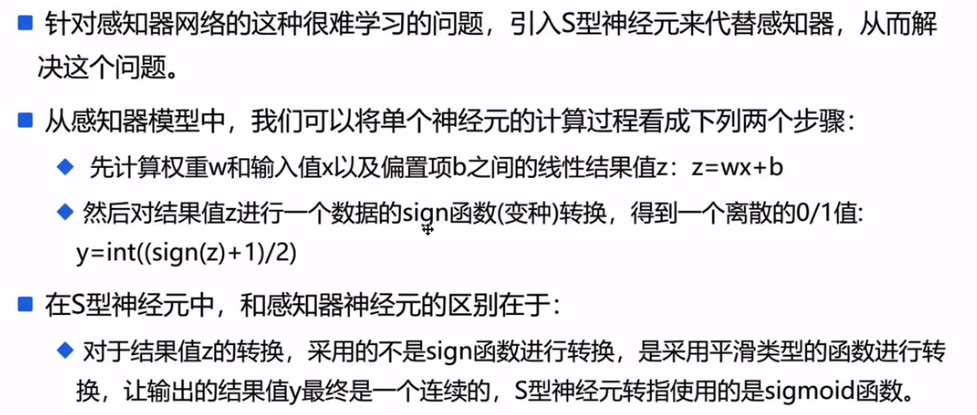 针对感知器网络的这种很难学习的问题，引入S型神经元来代替感知器，从而解
决这个问题。
从感知器模型中，我们可以将单个神经元的计算过程看成下列两个步骤：
先计算权重w和输入值x以及偏置项b之间的线性结果值z：z=wx+b
然后对结果值z进行一个数据的sign函数(变种)转换，得到一个离散的0/1值:
y=int((sign(z)+1)/2)
在S型神经元中，和感知器神经元的区别在于：
对于结果值z的转换，采用的不是sign函数进行转换，是采用平滑类型的函数进行转
换，让输出的结果值y最终是一个连续的，S型神经元转指使用的是sigmoid函数。